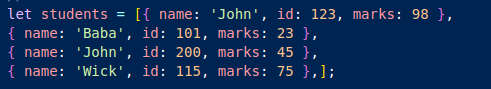 let students = [{ name: 'John', id: 123, marks: 98 },
{ name: 'Baba', id: 101, marks: 23 },
{ name: 'John', id: 200, marks: 45 },
{ name: 'Wick', id: 115, marks: 75 },];